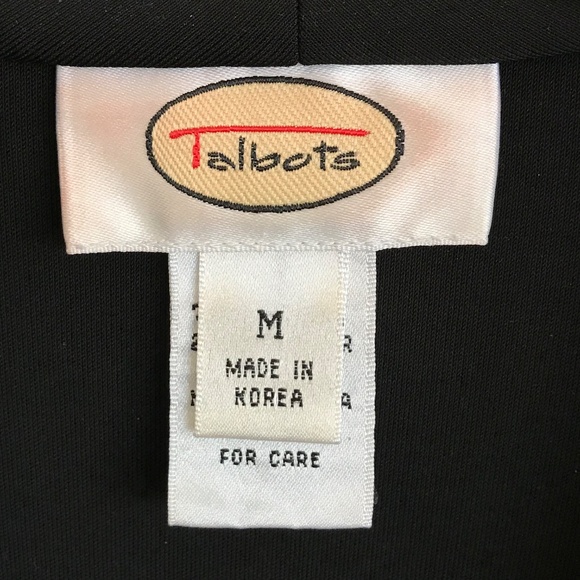 Talbots
M
MADE IN
KOREA
FOR CARE